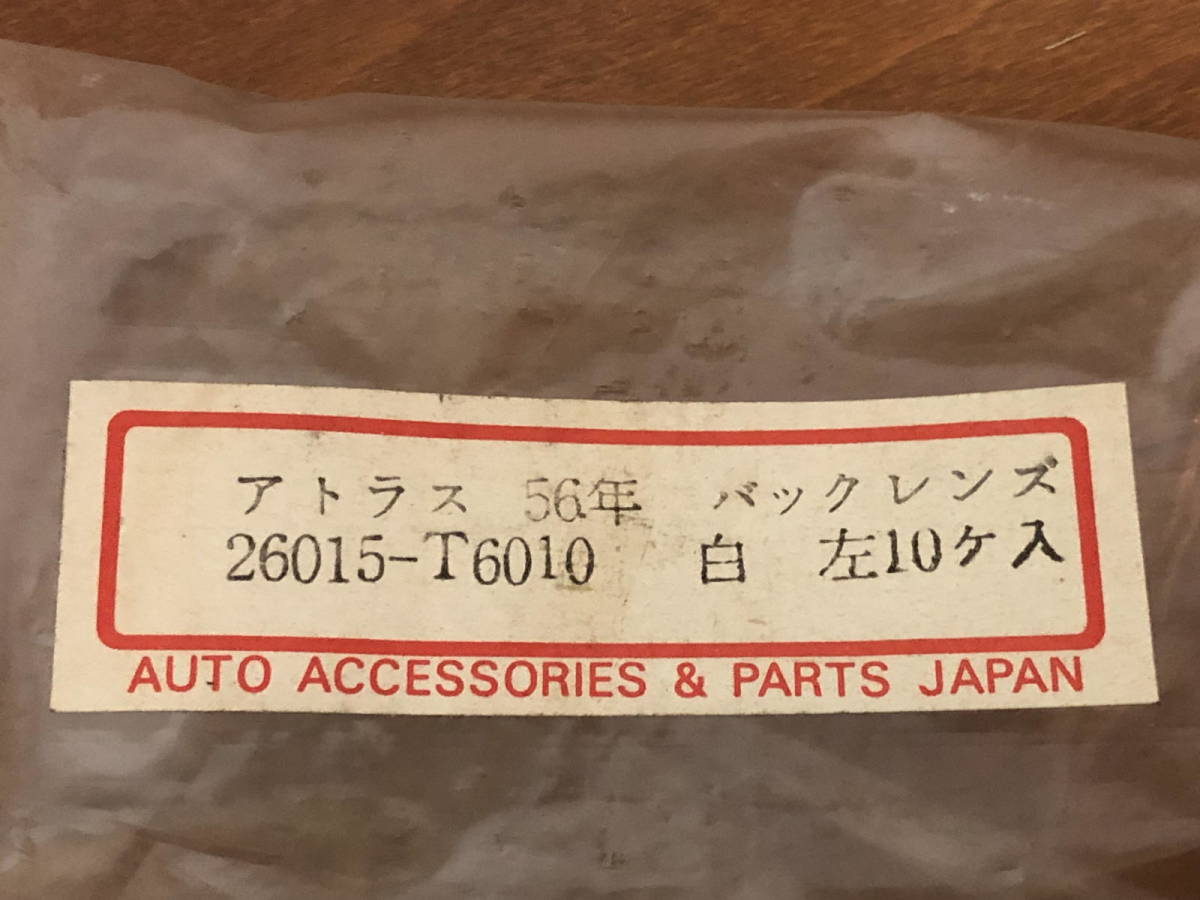 アトラス 56年 バックレンズ
26015-T6010 白 左10ケ入
AUTO ACCESSORIES & PARTS JAPAN